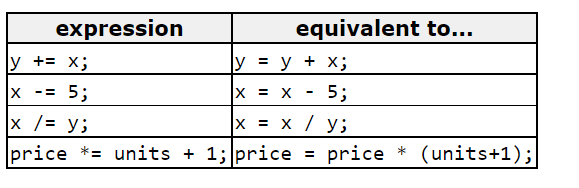 expression equivalent to...
y += x; y = y + x;
x -= 5; x = x - 5;
x /= y; x = x / y;
price *= units + 1; price = price * (units+1);